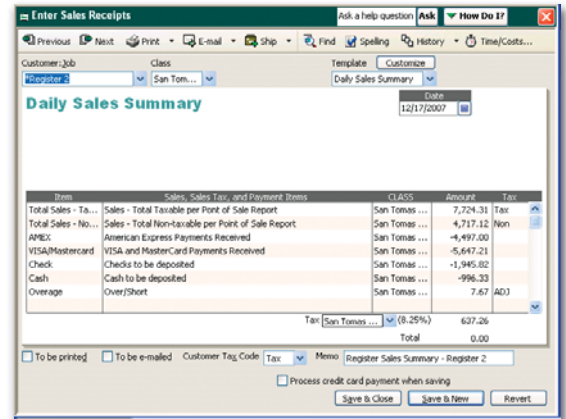 Enter Sales Receipts Ask a help question Ask How Do I?
Previous Next Print E-mail Ship Find Spelling History Time/Costs...
Customer:Job Class Template Customize
*Register 2 San Tom... Daily Sales Summary
Daily Sales Summary Date
12/17/2007
Item Sales, Sales Tax, and Payment Items CLASS Amount Tax
Total Sales - Ta... Sales - Total Taxable per Pont of Sale Report San Tomas ... 7,724.31 Tax
Total Sales - No... Sales - Total Non-taxable per Point of Sale Report San Tomas ... 4,717.12 Non
AMEX American Express Payments Received San Tomas ... -4,497.00
VISA/Mastercard VISA and MasterCard Payments Received San Tomas ... -5,647.21
Check Checks to be deposited San Tomas ... -1,945.82
Cash Cash to be deposited San Tomas ... -996.33
Overage Over/Short San Tomas ... 7.67 ADJ
Tax San Tomas ... (8.25%) 637.26
Total 0.00
To be printed To be e-mailed Customer Tax Code Tax Memo Register Sales Summary - Register 2
Process credit card payment when saving
Save & Close Save & New Revert